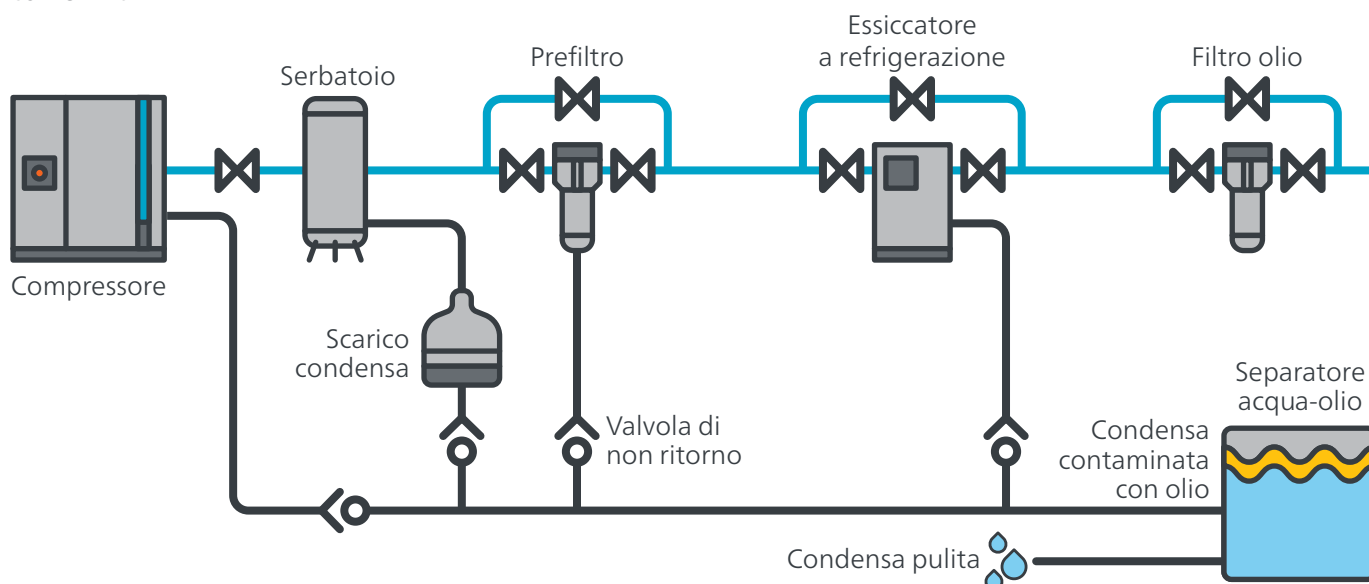 Essiccatore
a refrigerazione
Prefiltro
Filtro olio
Serbatoio
Compressore
Scarico
condensa
Valvola di
non ritorno
Separatore
acqua-olio
Condensa
contaminata
con olio
Condensa pulita